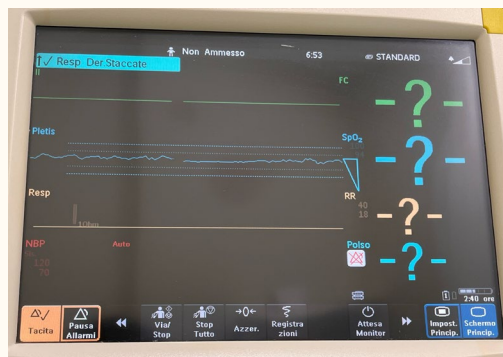 Non Ammesso
6:53
STANDARD
Resp Der Staccate
II
FC
-?-
Pletis
SpO₂
-?-
Resp
RR
40
18
-?-
1Ohm
NBP
Auto
120
70
Polso
-?-
2:40 ore
Tacita
Pausa Allarmi
Via/ Stop
Stop Tutto
Azzer.
Registra zioni
Attesa Monitor
Impost. Princip.
Schermo Princip.